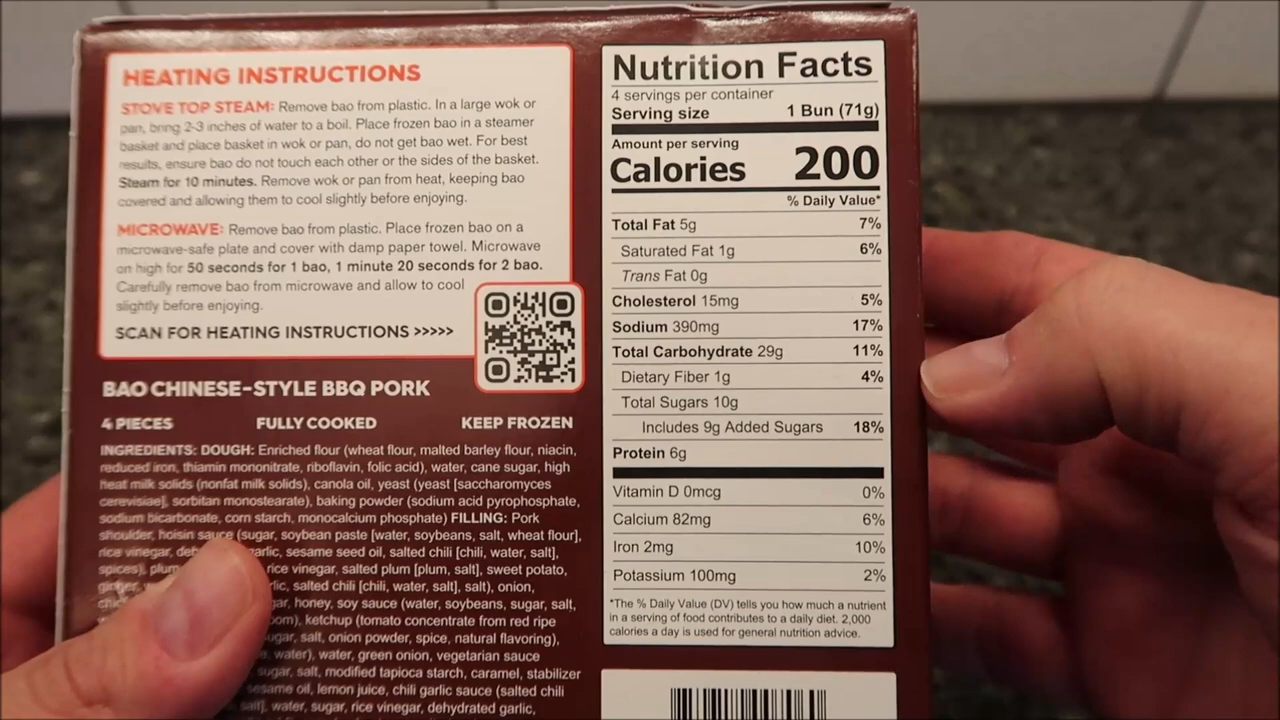 HEATING INSTRUCTIONS
STOVE TOP STEAM: Remove bao from plastic. In a large wok or
pan, bring 2-3 inches of water to a boil. Place frozen bao in a steamer
basket and place basket in wok or pan, do not get bao wet. For best
results, ensure bao do not touch each other or the sides of the basket.
Steam for 10 minutes. Remove wok or pan from heat, keeping bao
covered and allowing them to cool slightly before enjoying.
MICROWAVE: Remove bao from plastic. Place frozen bao on a
microwave-safe plate and cover with damp paper towel. Microwave
on high for 50 seconds for 1 bao, 1 minute 20 seconds for 2 bao.
Carefully remove bao from microwave and allow to cool
slightly before enjoying.
SCAN FOR HEATING INSTRUCTIONS >>>>>
BAO CHINESE-STYLE BBQ PORK
4 PIECES FULLY COOKED KEEP FROZEN
INGREDIENTS: DOUGH: Enriched flour (wheat flour, malted barley flour, niacin,
reduced iron, thiamin mononitrate, riboflavin, folic acid), water, cane sugar, high
heat milk solids (nonfat milk solids), canola oil, yeast (yeast [saccharomyces
cerevisiae], sorbitan monostearate), baking powder (sodium acid pyrophosphate,
sodium bicarbonate, corn starch, monocalcium phosphate) FILLING: Pork
shoulder, hoisin sauce (sugar, soybean paste [water, soybeans, salt, wheat flour],
rice vinegar, garlic, sesame seed oil, salted chili [chili, water, salt],
spices), plum rice vinegar, salted plum [plum, salt], sweet potato,
ginger, salted chili [chili, water, salt], salt), onion,
honey, soy sauce (water, soybeans, sugar, salt,
ketchup (tomato concentrate from red ripe
salt, onion powder, spice, natural flavoring),
water), water, green onion, vegetarian sauce
sugar, salt, modified tapioca starch, caramel, stabilizer
sesame oil, lemon juice, chili garlic sauce (salted chili
water, sugar, rice vinegar, dehydrated garlic,
Nutrition Facts
4 servings per container
Serving size 1 Bun (71g)
Amount per serving
Calories 200
% Daily Value*
Total Fat 5g 7%
Saturated Fat 1g 6%
Trans Fat 0g
Cholesterol 15mg 5%
Sodium 390mg 17%
Total Carbohydrate 29g 11%
Dietary Fiber 1g 4%
Total Sugars 10g
Includes 9g Added Sugars 18%
Protein 6g
Vitamin D 0mcg 0%
Calcium 82mg 6%
Iron 2mg 10%
Potassium 100mg 2%
*The % Daily Value (DV) tells you how much a nutrient
in a serving of food contributes to a daily diet. 2,000
calories a day is used for general nutrition advice.